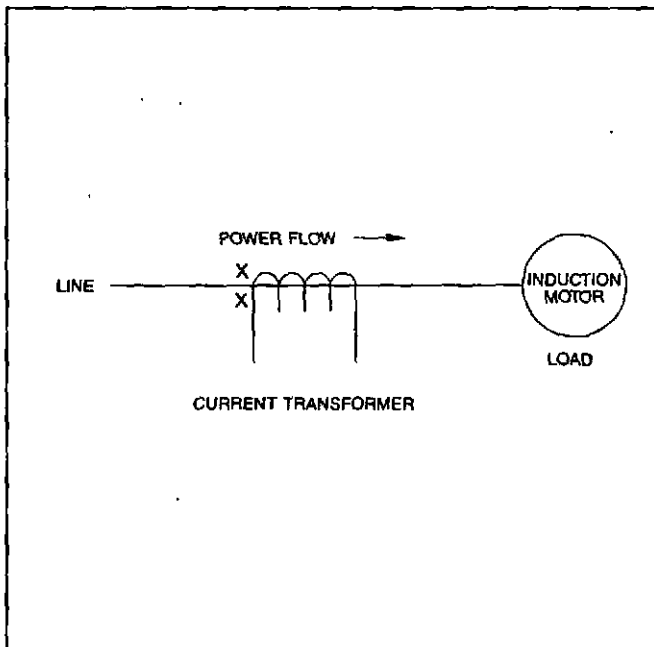 POWER FLOW
X
LINE
X
INDUCTION
MOTOR
LOAD
CURRENT TRANSFORMER